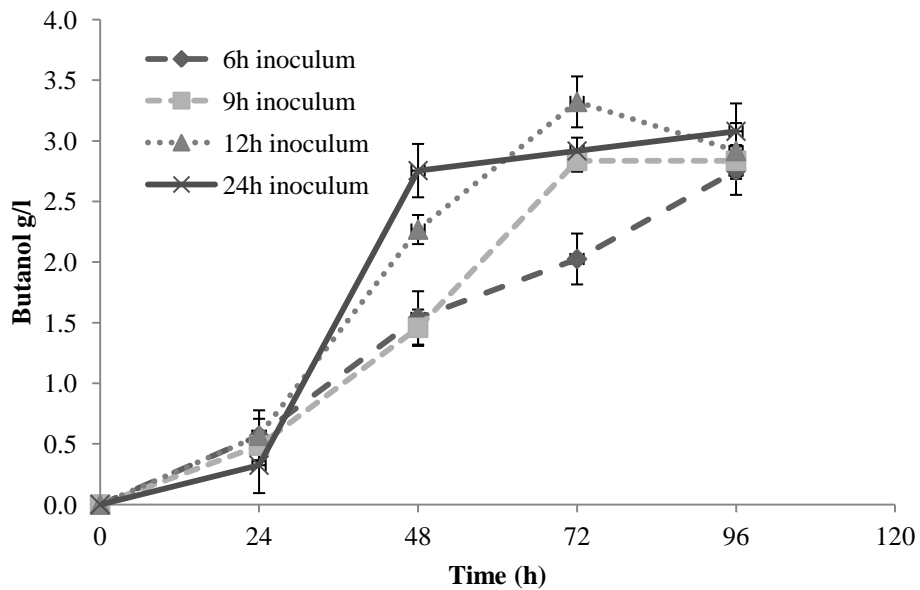 4.0
3.5
3.0
2.5
2.0
1.5
1.0
0.5
0.0
Butanol g/l
6h inoculum
9h inoculum
12h inoculum
24h inoculum
0 24 48 72 96 120
Time (h)